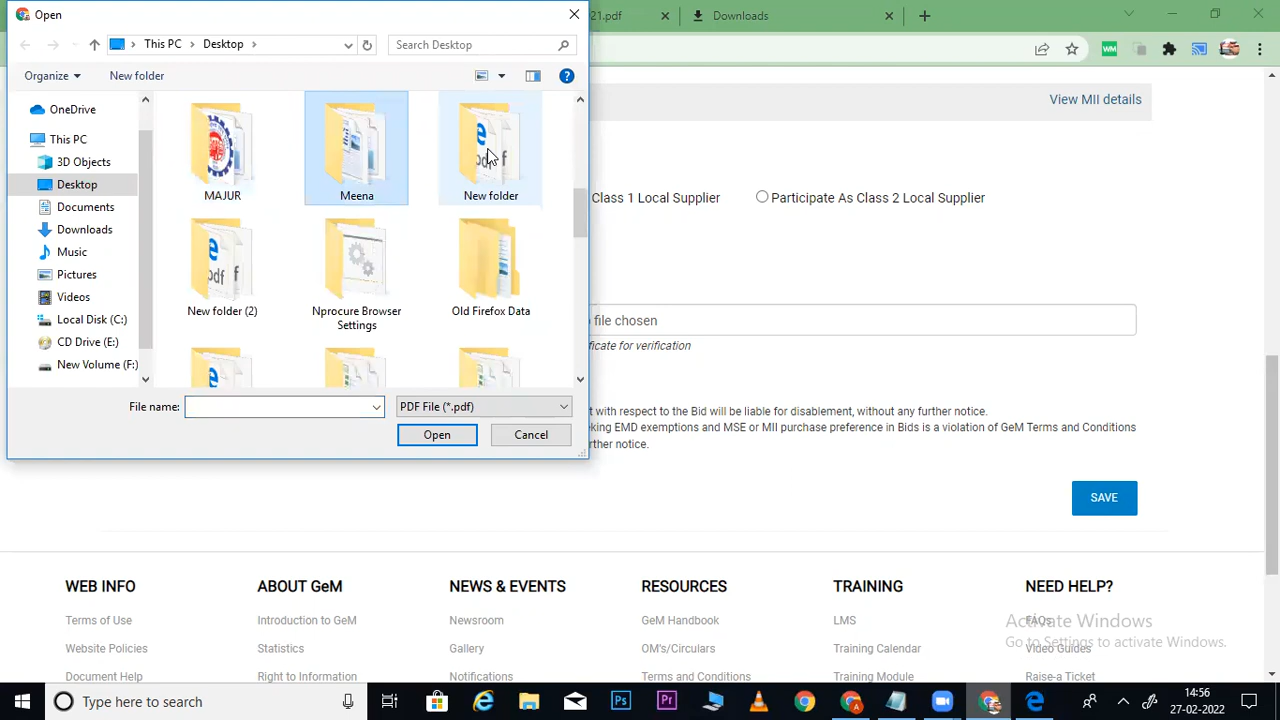 Open
21.pdf
Downloads
This PC
Desktop
Search Desktop
Organize
New folder
View MII details
OneDrive
This PC
3D Objects
Desktop
Documents
Downloads
Music
Pictures
Videos
Local Disk (C:)
CD Drive (E:)
New Volume (F:)
MAJUR
Meena
New folder
New folder (2)
Nprocure Browser
Settings
Old Firefox Data
Class 1 Local Supplier
Participate As Class 2 Local Supplier
file chosen
ficate for verification
File name:
PDF File (*.pdf)
Open
Cancel
t with respect to the Bid will be liable for disablement, without any further notice.
king EMD exemptions and MSE or MII purchase preference in Bids is a violation of GeM Terms and Conditions
rther notice.
SAVE
WEB INFO
Terms of Use
Website Policies
Document Help
ABOUT GeM
Introduction to GeM
Statistics
Right to Information
NEWS & EVENTS
Newsroom
Gallery
Notifications
RESOURCES
GeM Handbook
OM's/Circulars
Terms and Conditions
TRAINING
LMS
Training Calendar
Training Module
NEED HELP?
FAQs
Video Guides
Raise a Ticket
Activate Windows
Go to Settings to activate Windows.
Type here to search
14:56
27-02-2022